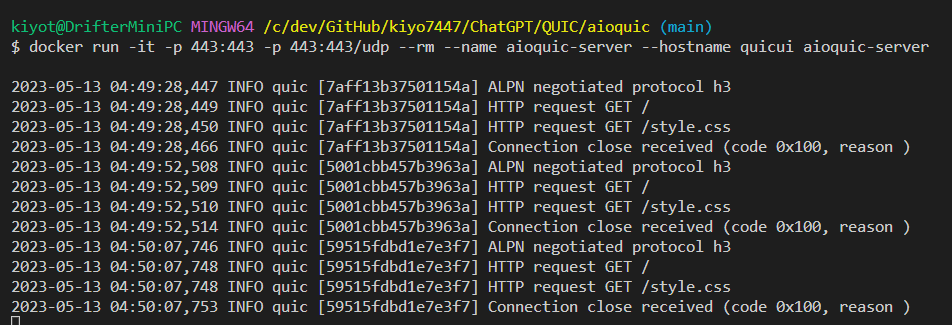 kiyot@DrifterMiniPC MINGW64 /c/dev/GitHub/kiyo7447/ChatGPT/QUIC/aioquic (main)
$ docker run -it -p 443:443 -p 443:443/udp --rm --name aioquic-server --hostname quicui aioquic-server
2023-05-13 04:49:28,447 INFO quic [7aff13b37501154a] ALPN negotiated protocol h3
2023-05-13 04:49:28,449 INFO quic [7aff13b37501154a] HTTP request GET /
2023-05-13 04:49:28,450 INFO quic [7aff13b37501154a] HTTP request GET /style.css
2023-05-13 04:49:28,466 INFO quic [7aff13b37501154a] Connection close received (code 0x100, reason )
2023-05-13 04:49:52,508 INFO quic [5001cbb457b3963a] ALPN negotiated protocol h3
2023-05-13 04:49:52,509 INFO quic [5001cbb457b3963a] HTTP request GET /
2023-05-13 04:49:52,510 INFO quic [5001cbb457b3963a] HTTP request GET /style.css
2023-05-13 04:49:52,514 INFO quic [5001cbb457b3963a] Connection close received (code 0x100, reason )
2023-05-13 04:50:07,746 INFO quic [59515fdbd1e7e3f7] ALPN negotiated protocol h3
2023-05-13 04:50:07,748 INFO quic [59515fdbd1e7e3f7] HTTP request GET /
2023-05-13 04:50:07,748 INFO quic [59515fdbd1e7e3f7] HTTP request GET /style.css
2023-05-13 04:50:07,753 INFO quic [59515fdbd1e7e3f7] Connection close received (code 0x100, reason )